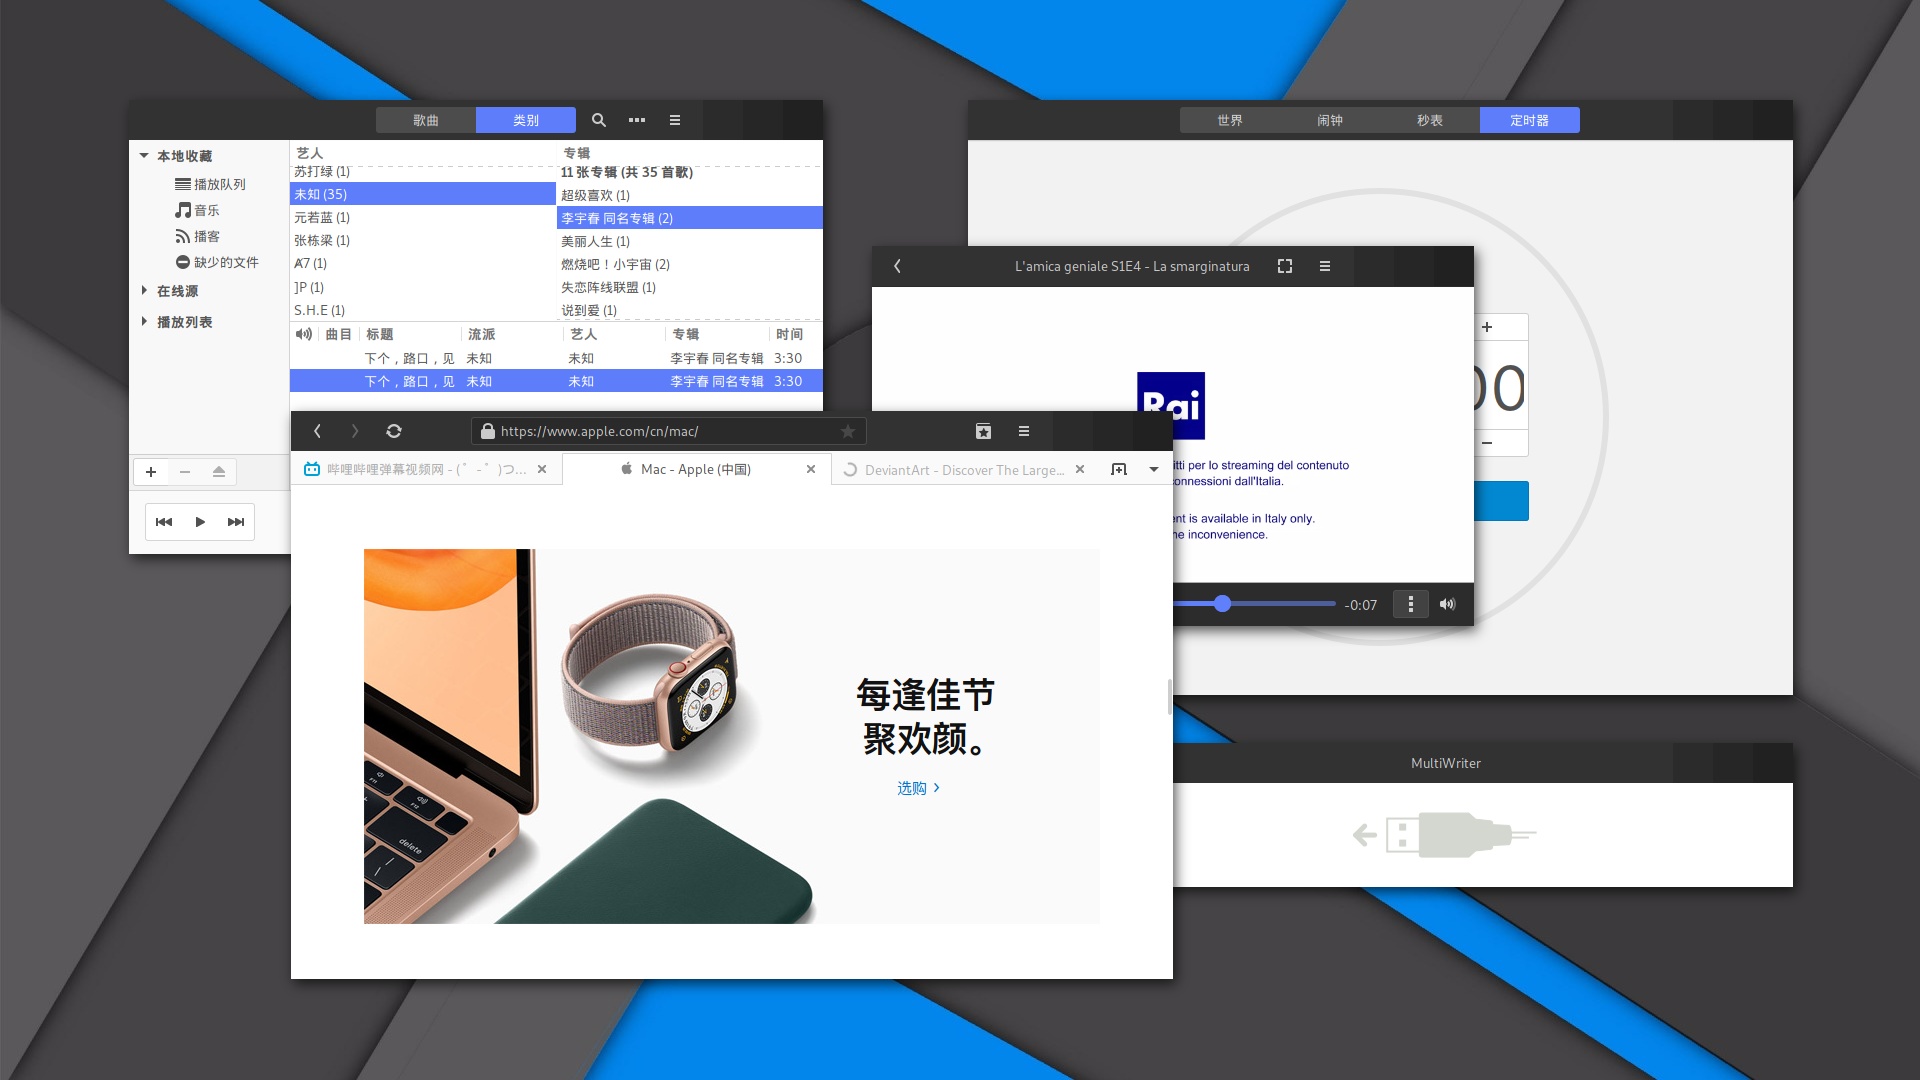 歌曲 类别
本地收藏
播放队列
音乐
播客
缺少的文件
在线源
播放列表
艺人 专辑
苏打绿 (1)
未知 (35)
元若蓝 (1)
张栋梁 (1)
A7 (1)
]P (1)
S.H.E (1)
11 张专辑 (共 35 首歌)
超级喜欢 (1)
李宇春 同名专辑 (2)
美丽人生 (1)
燃烧吧！小宇宙 (2)
失恋阵线联盟 (1)
说到爱 (1)
曲目 标题 流派 艺人 专辑 时间
下个，路口，见 未知 未知 李宇春 同名专辑 3:30
下个，路口，见 未知 未知 李宇春 同名专辑 3:30
世界 闹钟 秒表 定时器
00
L'amica geniale S1E4 - La smarginatura
Rai
itti per lo streaming del contenuto
onnessioni dall'Italia.
ent is available in Italy only.
he inconvenience.
-0:07
https://www.apple.com/cn/mac/
哔哩哔哩弹幕视频网 - (゜-゜)つ...
Mac - Apple (中国)
DeviantArt - Discover The Large...
delete
每逢佳节
聚欢颜。
选购 >
MultiWriter